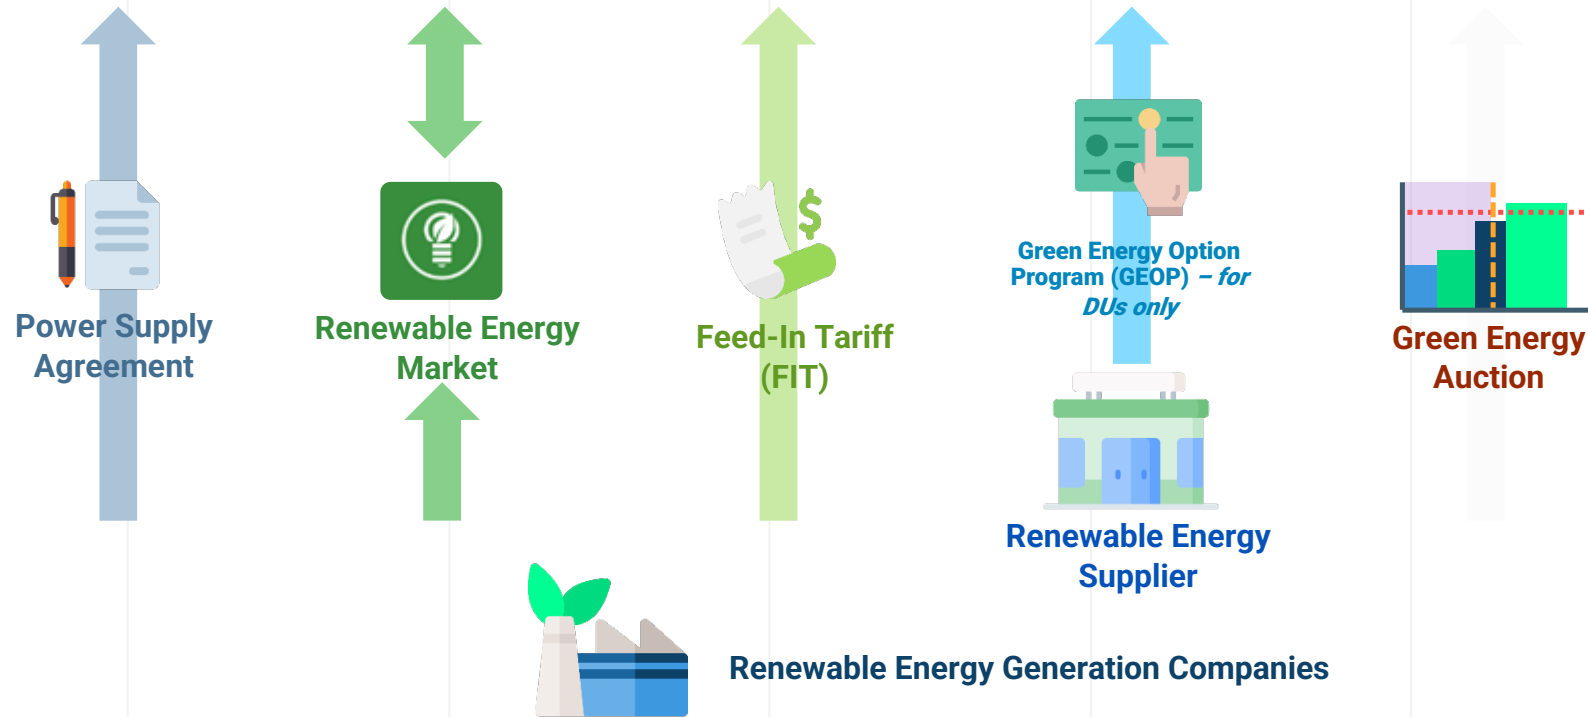 Power Supply
Agreement
Renewable Energy
Market
Feed-In Tariff
(FIT)
$
Green Energy Option
Program (GEOP) – for
DUs only
Renewable Energy
Supplier
Green Energy
Auction
Renewable Energy Generation Companies